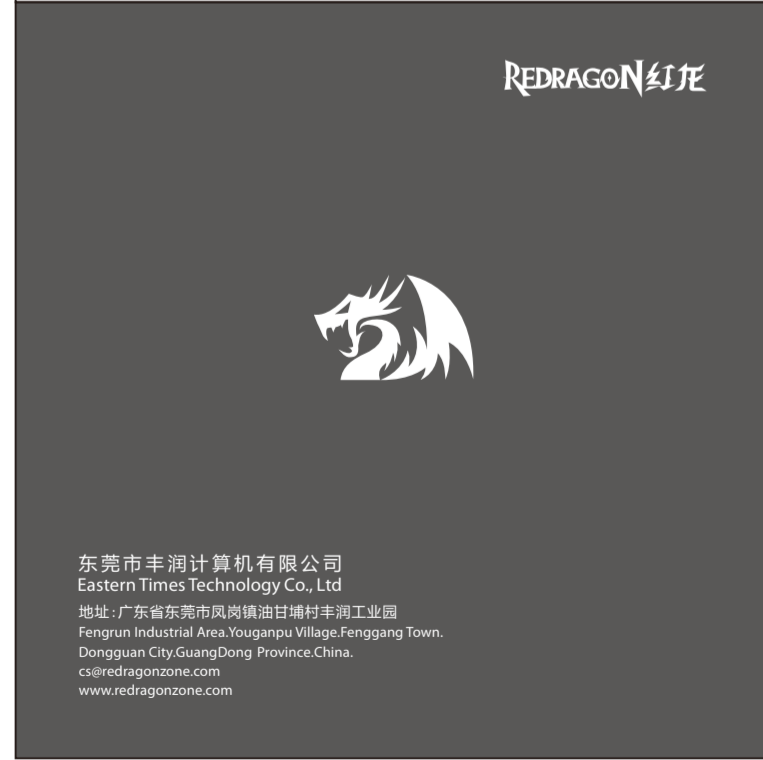 REDRAGON红龙
东莞市丰润计算机有限公司
Eastern Times Technology Co., Ltd
地址:广东省东莞市凤岗镇油甘埔村丰润工业园
Fengrun Industrial Area.Youganpu Village.Fenggang Town.
Dongguan City.GuangDong Province.China.
cs@redragonzone.com
www.redragonzone.com